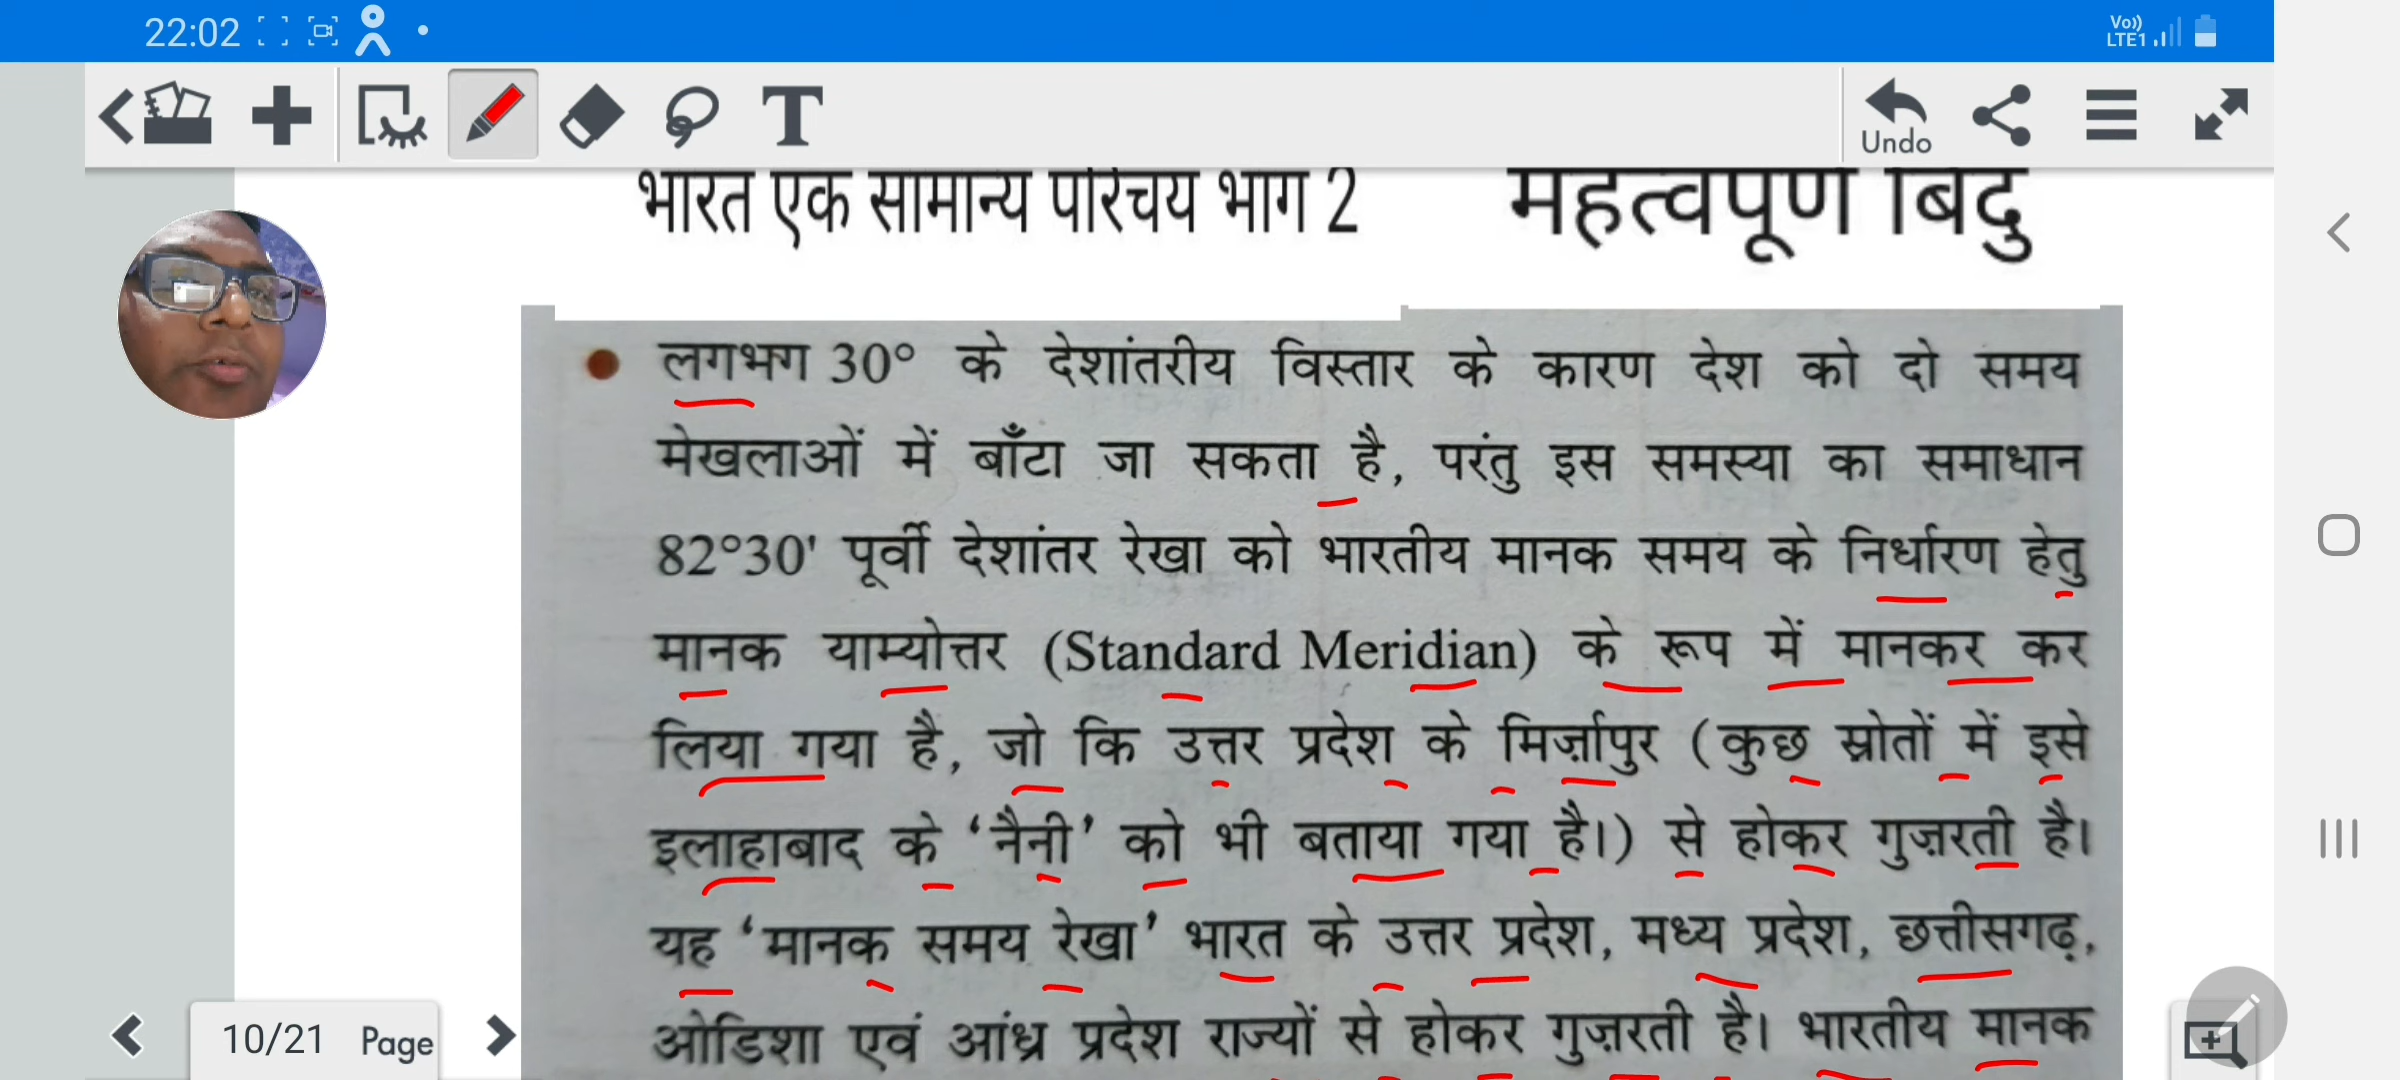 22:02
Vo))
LTE1
Undo
भारत एक सामान्य परिचय भाग 2 महत्वपूर्ण बिंदु
लगभग 30° के देशांतरीय विस्तार के कारण देश को दो समय
मेखलाओं में बाँटा जा सकता है, परंतु इस समस्या का समाधान
82°30' पूर्वी देशांतर रेखा को भारतीय मानक समय के निर्धारण हेतु
मानक याम्योत्तर (Standard Meridian) के रूप में मानकर कर
लिया गया है, जो कि उत्तर प्रदेश के मिर्ज़ापुर (कुछ स्रोतों में इसे
इलाहाबाद के ‘नैनी’ को भी बताया गया है।) से होकर गुज़रती है।
यह ‘मानक समय रेखा’ भारत के उत्तर प्रदेश, मध्य प्रदेश, छत्तीसगढ़,
ओडिशा एवं आंध्र प्रदेश राज्यों से होकर गुज़रती है। भारतीय मानक
10/21 Page